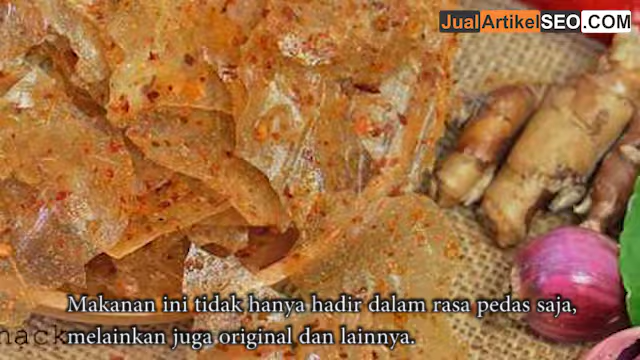 JualArtikelSEO.COM
Makanan ini tidak hanya hadir dalam rasa pedas saja,
melainkan juga original dan lainnya.